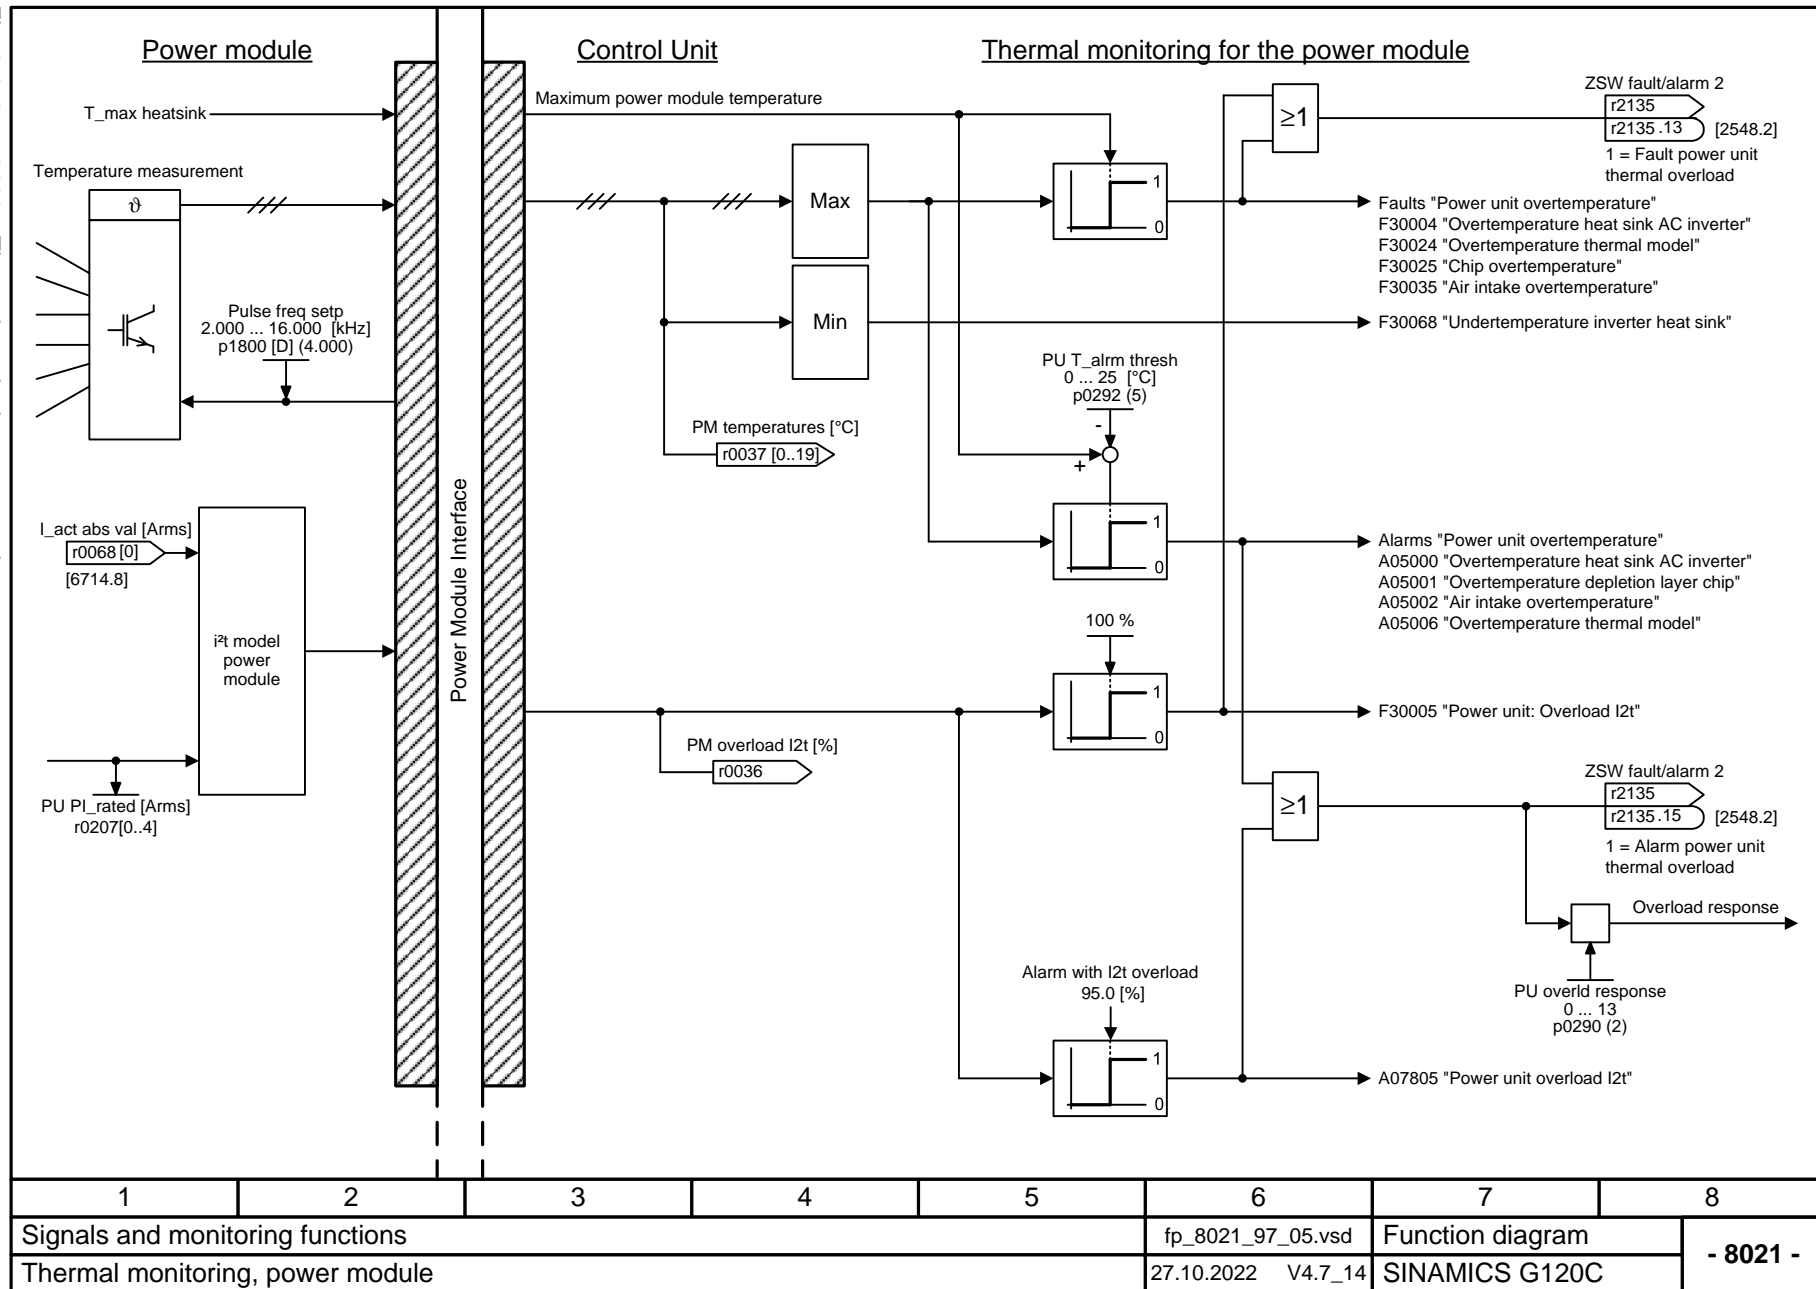 Power module
Control Unit
Thermal monitoring for the power module
T_max heatsink
Maximum power module temperature
ZSW fault/alarm 2
r2135
r2135.13 [2548.2]
1 = Fault power unit
thermal overload
≥1
Temperature measurement
ϑ
Max
1
0
Faults "Power unit overtemperature"
F30004 "Overtemperature heat sink AC inverter"
F30024 "Overtemperature thermal model"
F30025 "Chip overtemperature"
F30035 "Air intake overtemperature"
Pulse freq setp
2.000 ... 16.000 [kHz]
p1800 [D] (4.000)
Min
F30068 "Undertemperature inverter heat sink"
PU T_alrm thresh
0 ... 25 [°C]
p0292 (5)
-
+
PM temperatures [°C]
r0037 [0..19]
Power Module Interface
I_act abs val [Arms]
r0068 [0]
[6714.8]
i²t model
power
module
PU PI_rated [Arms]
r0207[0..4]
1
0
Alarms "Power unit overtemperature"
A05000 "Overtemperature heat sink AC inverter"
A05001 "Overtemperature depletion layer chip"
A05002 "Air intake overtemperature"
A05006 "Overtemperature thermal model"
100 %
1
0
F30005 "Power unit: Overload I2t"
PM overload I2t [%]
r0036
≥1
ZSW fault/alarm 2
r2135
r2135.15 [2548.2]
1 = Alarm power unit
thermal overload
Overload response
PU overld response
0 ... 13
p0290 (2)
Alarm with I2t overload
95.0 [%]
1
0
A07805 "Power unit overload I2t"
1 2 3 4 5 6 7 8
Signals and monitoring functions fp_8021_97_05.vsd Function diagram
- 8021 -
Thermal monitoring, power module 27.10.2022 V4.7_14 SINAMICS G120C